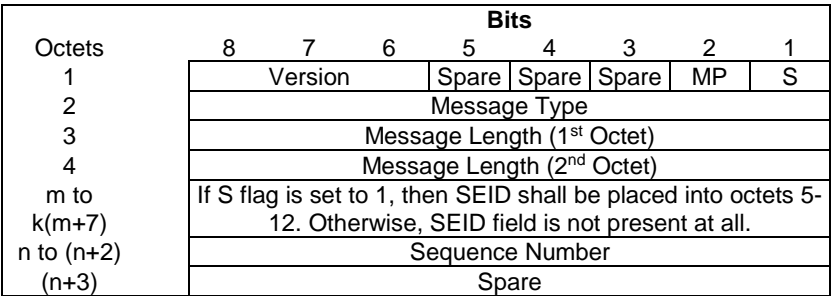 Bits
Octets 8 7 6 5 4 3 2 1
1 Version Spare Spare Spare MP S
2 Message Type
3 Message Length (1st Octet)
4 Message Length (2nd Octet)
m to If S flag is set to 1, then SEID shall be placed into octets 5-
k(m+7) 12. Otherwise, SEID field is not present at all.
n to (n+2) Sequence Number
(n+3) Spare